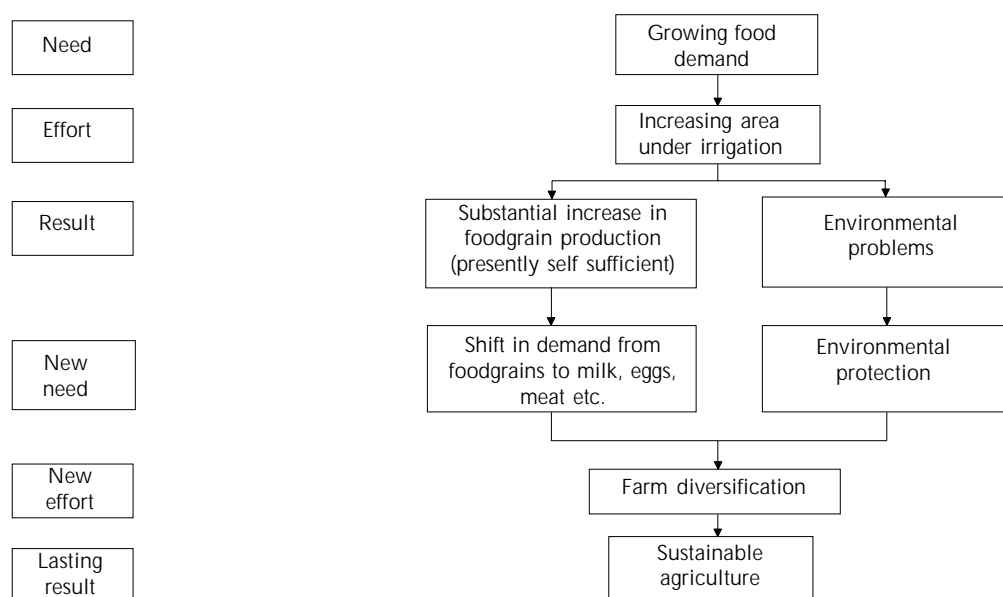 Need
Growing food
demand
Effort
Increasing area
under irrigation
Result
Substantial increase in
foodgrain production
(presently self sufficient)
Environmental
problems
New
need
Shift in demand from
foodgrains to milk, eggs,
meat etc.
Environmental
protection
New
effort
Farm diversification
Lasting
result
Sustainable
agriculture